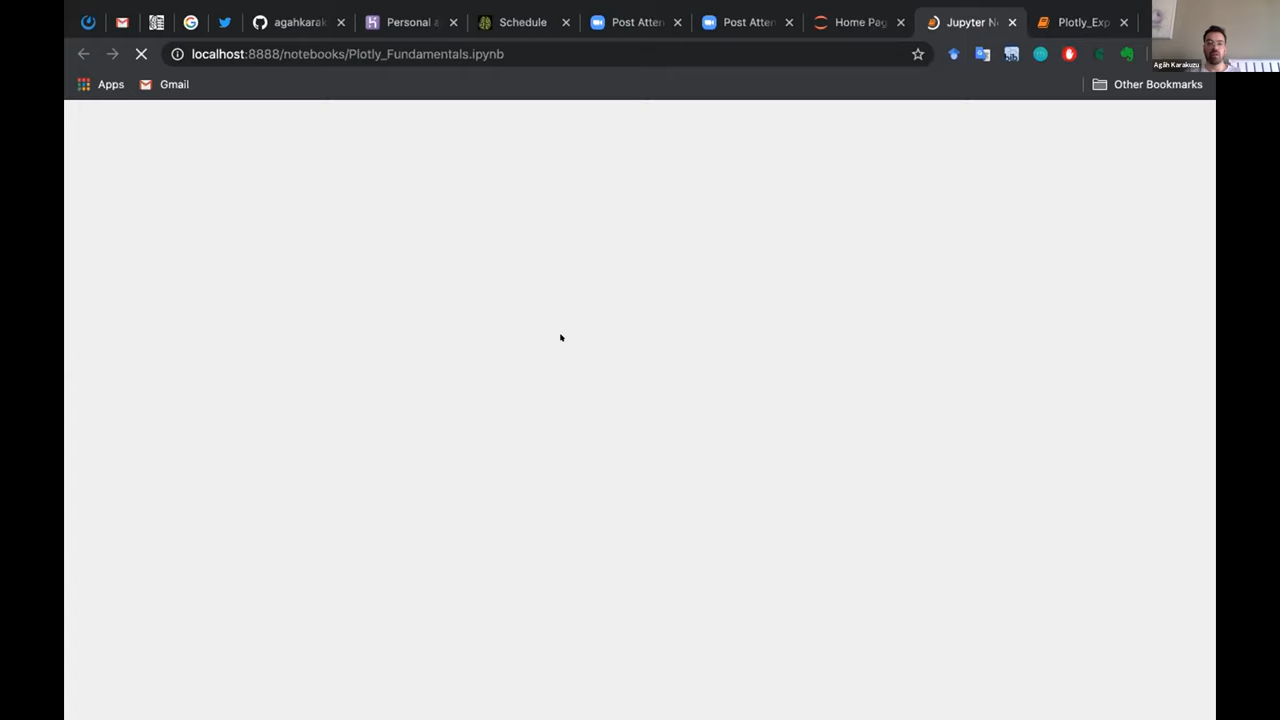 agahkarak
Personal a
Schedule
Post Atten
Post Atten
Home Pag
Jupyter N
Plotly_Exp
localhost:8888/notebooks/Plotly_Fundamentals.ipynb
Agâh Karakuzu
Apps
Gmail
Other Bookmarks